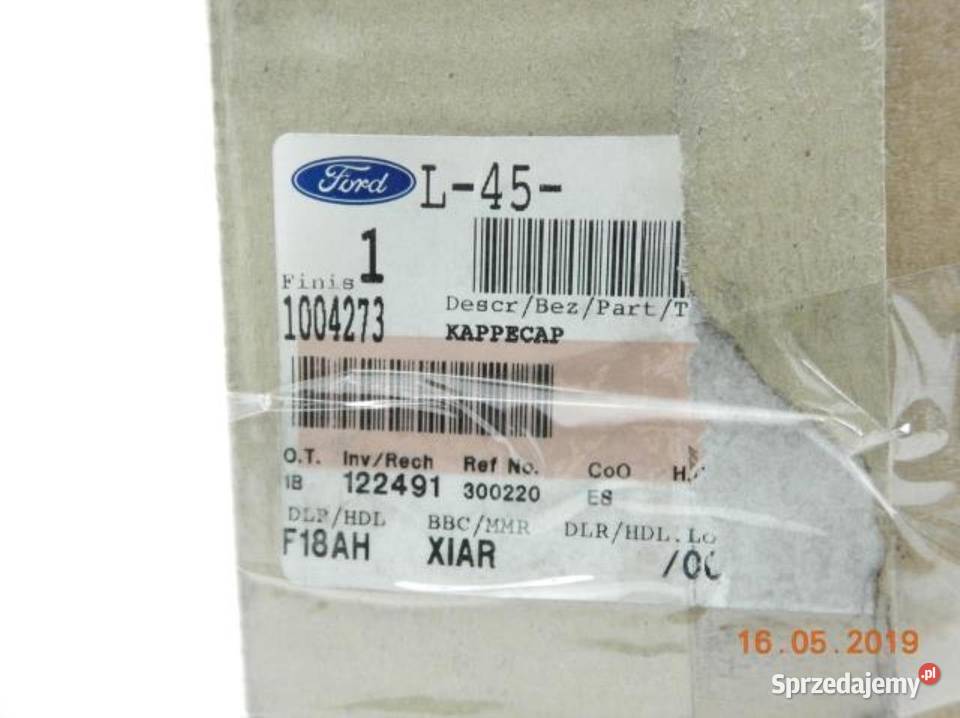 Ford L-45-
1
Finis
1004273
Descr/Bez/Part/T
KAPPECAP
O.T. Inv/Rech Ref No. CoO H.
1B 122491 300220 ES
DLR/HDL BBC/MMR DLR/HDL.Lo
F18AH XIAR /00
16.05.2019
Sprzedajemy.pl